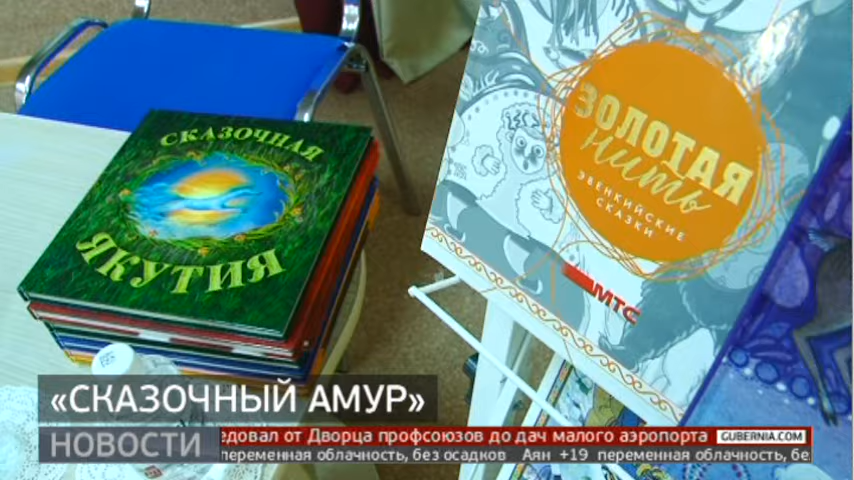 СКАЗОЧНАЯ
ЯКУТИЯ
ЗОЛОТАЯ
нить
ЭВЕНКИЙСКИЕ
СКАЗКИ
МТС
«СКАЗОЧНЫЙ АМУР»
НОВОСТИ
едовал от Дворца профсоюзов до дач малого аэропорта
GUBERNIA.COM
переменная облачность, без осадков Аян +19 переменная облачность, бе